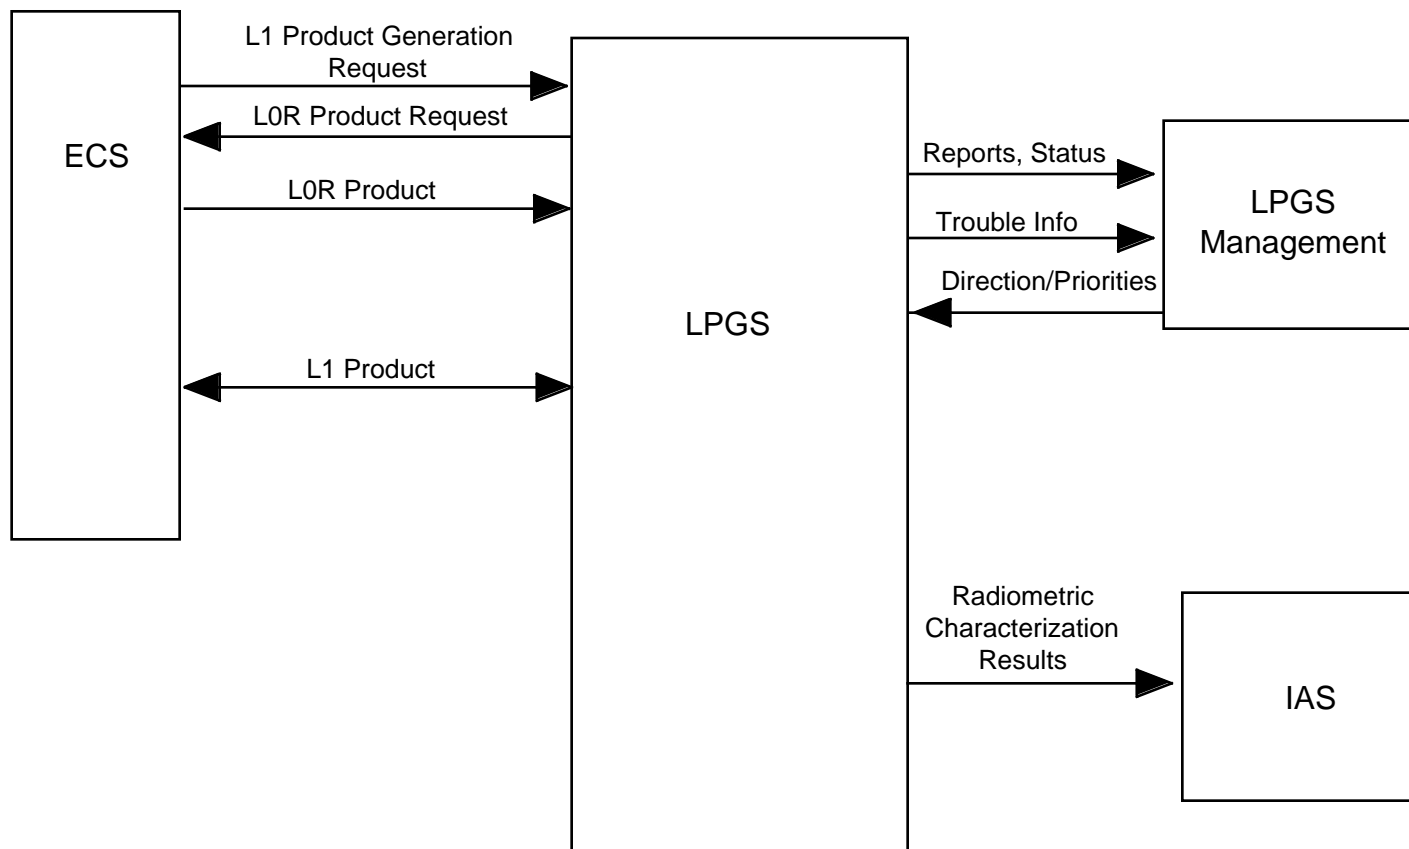 L1 Product Generation
Request
L0R Product Request
ECS
L0R Product
L1 Product
LPGS
Reports, Status
Trouble Info
Direction/Priorities
LPGS
Management
Radiometric
Characterization
Results
IAS